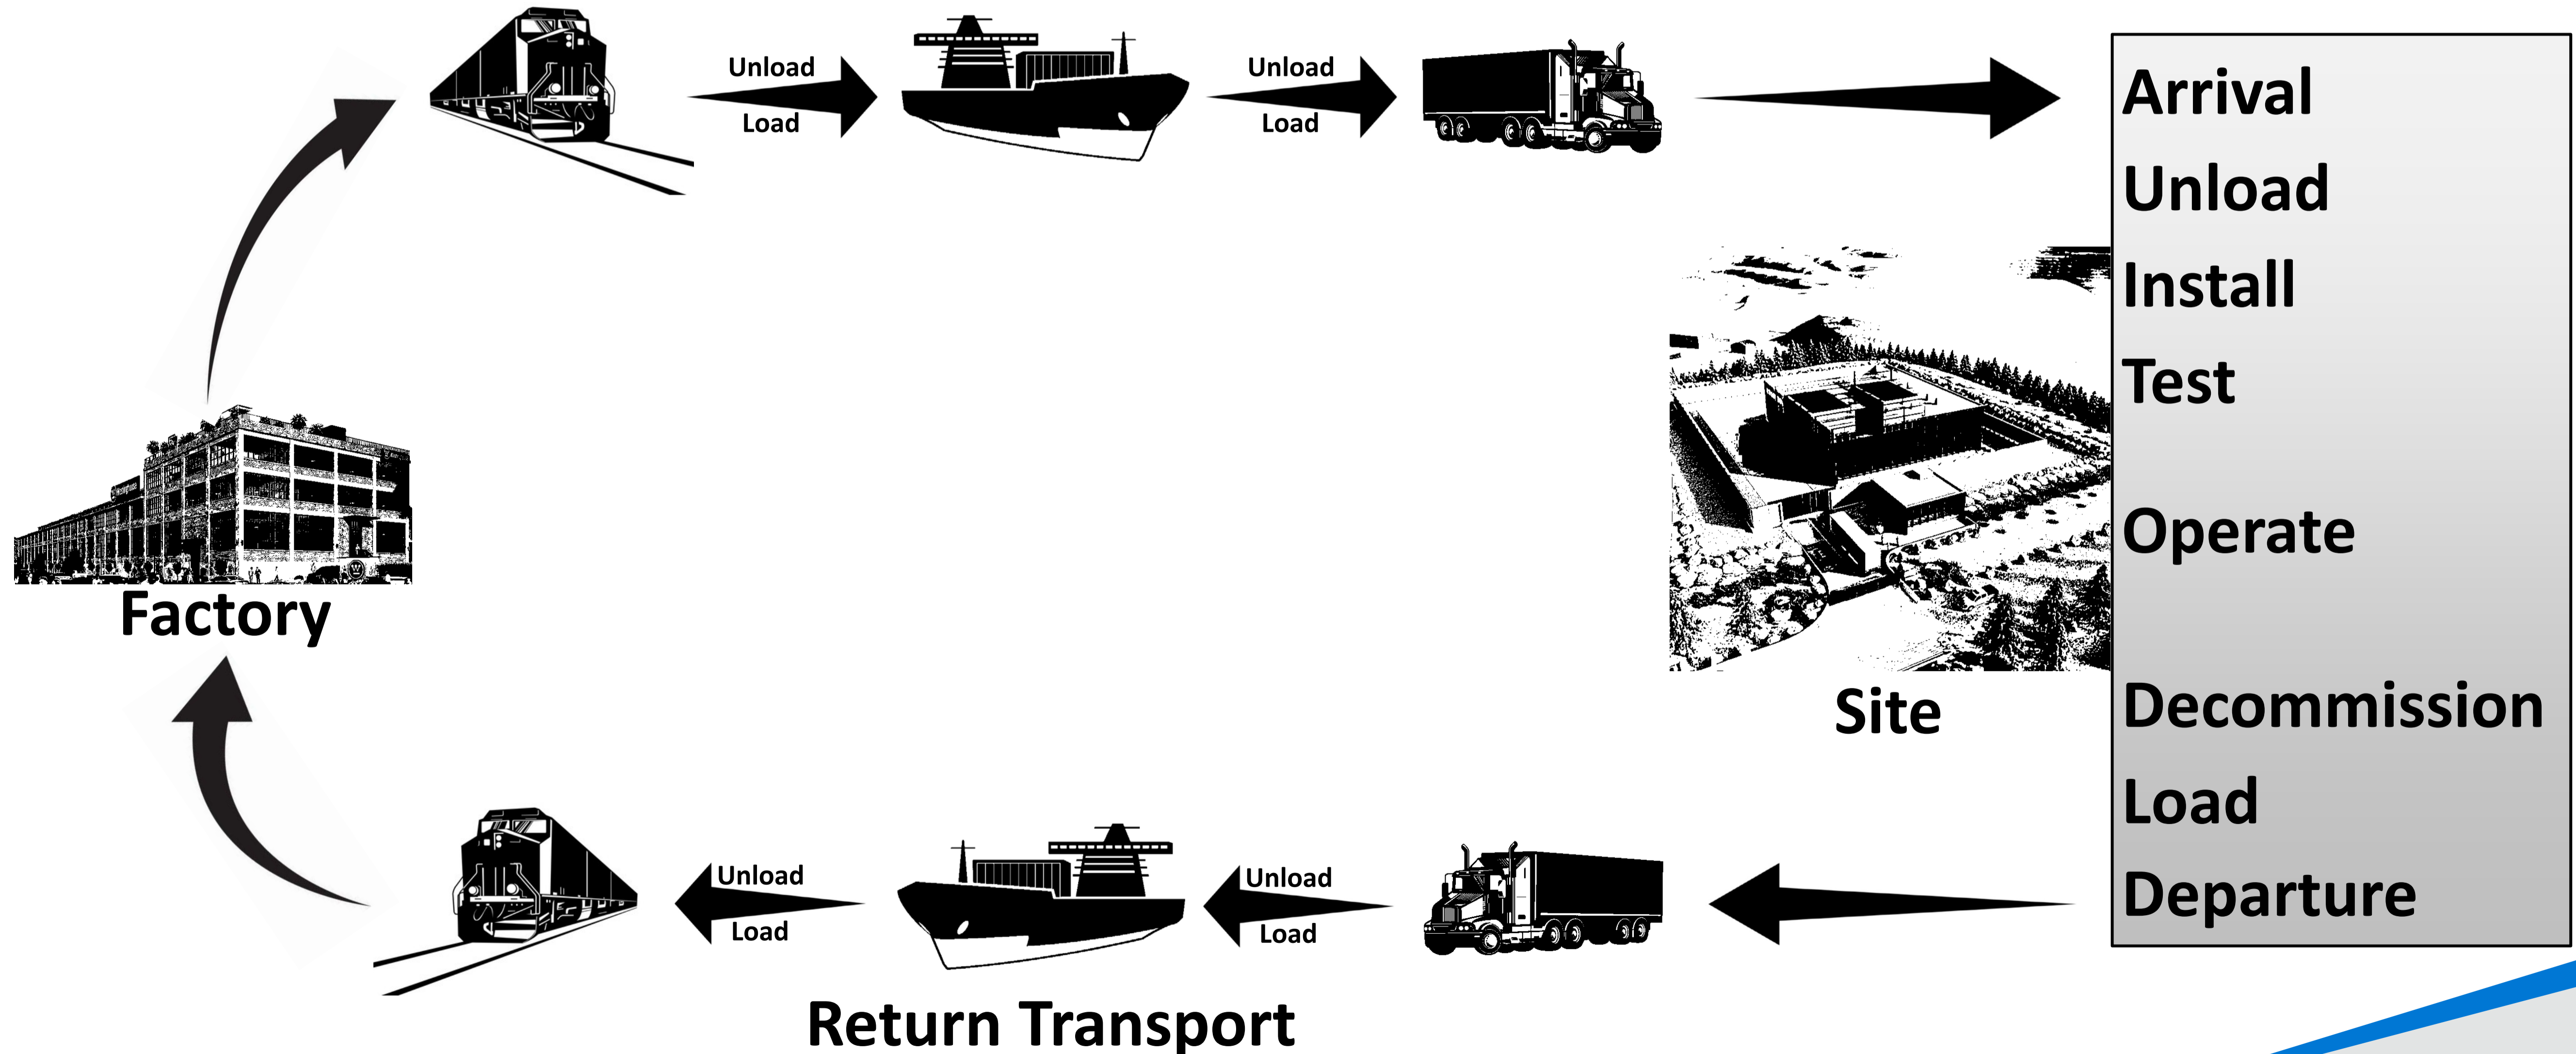 Unload
Load
Unload
Load
Arrival
Unload
Install
Test
Operate
Decommission
Load
Departure
Factory
Site
Unload
Load
Unload
Load
Return Transport